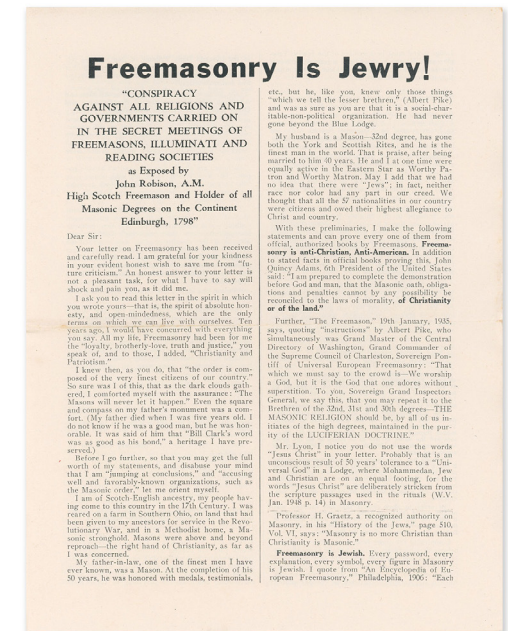 Freemasonry Is Jewry!
"CONSPIRACY
AGAINST ALL RELIGIONS AND
GOVERNMENTS CARRIED ON
IN THE SECRET MEETINGS OF
FREEMASONS, ILLUMINATI AND
READING SOCIETIES
as Exposed by
John Robison, A.M.
High Scotch Freemason and Holder of all
Masonic Degrees on the Continent
Edinburgh, 1798"
Dear Sir:
Your letter on Freemasonry has been received
and carefully read. I am grateful for your kindness
in your evident honest wish to save me from "fu-
ture criticism." An honest answer to your letter is
not a pleasant task, for what I have to say will
shock and pain you, as it did me.
I ask you to read this letter in the spirit in which
you wrote yours—that is, the spirit of absolute hon-
esty, and open-mindedness, which are the only
terms on which we can live with ourselves. Ten
years ago, I would have concurred with everything
you say. All my life, Freemasonry had been for me
the "loyalty, brotherly-love, truth and justice," you
speak of, and to those, I added, "Christianity and
Patriotism."
I knew then, as you do, that "the order is com-
posed of the very finest citizens of our country."
So sure was I of this, that as the dark clouds gath-
ered, I comforted myself with the assurance: "The
Masons will never let it happen." Even the square
and compass on my father's monument was a com-
fort. (My father died when I was five years old. I
do not know if he was a good man, but he was hon-
orable. It was said of him that "Bill Clark's word
was as good as his bond," a heritage I have pre-
served.)
Before I go further, so that you may get the full
worth of my statements, and disabuse your mind
that I am "jumping at conclusions," and "accusing
well and favorably-known organizations, such as
the Masonic order," let me orient myself.
I am of Scotch-English ancestry, my people hav-
ing come to this country in the 17th Century. I was
reared on a farm in Southern Ohio, on land that had
been given to my ancestors for service in the Revo-
lutionary War, and in a Methodist home, a Ma-
sonic stronghold. Masons were above and beyond
reproach—the right hand of Christianity, as far as
I was concerned.
My father-in-law, one of the finest men I have
ever known, was a Mason. At the completion of his
50 years, he was honored with medals, testimonials,
etc., but he, like you, knew only those things
"which we tell the lesser brethren," (Albert Pike)
and was as sure as you are that it is a social-char-
itable-non-political organization. He had never
gone beyond the Blue Lodge.
My husband is a Mason—32nd degree, has gone
both the York and Scottish Rites, and he is the
finest man in the world. That is praise, after being
married to him 40 years. He and I at one time were
equally active in the Eastern Star as Worthy Pa-
tron and Worthy Matron. May I add that we had
no idea that there were "Jews"; in fact, neither
race nor color had any part in our creed. We
thought that all the 57 nationalities in our country
were citizens and owed their highest allegiance to
Christ and country.
With these preliminaries, I make the following
statements and can prove every one of them from
official, authorized books by Freemasons. Freema-
sonry is anti-Christian, Anti-American. In addition
to stated facts in official books proving this, John
Quincy Adams, 6th President of the United States
said: "I am prepared to complete the demonstration
before God and man, that the Masonic oath, obliga-
tions and penalties cannot by any possibility be
reconciled to the laws of morality, of Christianity
or of the land."
Further, "The Freemason," 19th January, 1935,
says, quoting "instructions" by Albert Pike, who
simultaneously was Grand Master of the Central
Directory of Washington, Grand Commander of
the Supreme Council of Charleston, Sovereign Pon-
tiff of Universal European Freemasonry: "That
which we must say to the crowd is—We worship
a God, but it is the God that one adores without
superstition. To you, Sovereign Grand Inspectors
General, we say this, that you may repeat it to the
Brethren of the 32nd, 31st and 30th degrees—THE
MASONIC RELIGION should be, by all of us in-
itiates of the high degrees, maintained in the pur-
ity of the LUCIFERIAN DOCTRINE."
Mr. Lyon, I notice you do not use the words
"Jesus Christ" in your letter. Probably that is an
unconscious result of 50 years' tolerance to a "Uni-
versal God" in a Lodge, where Mohammedan, Jew
and Christian are on an equal footing, for the
words "Jesus Christ" are deliberately stricken from
the scripture passages used in the rituals (W.V.
Jan. 1948 p. 14) in Masonry.
Professor H. Graetz, a recognized authority on
Masonry, in his "History of the Jews," page 510,
Vol. VI, says: "Masonry is no more Christian than
Christianity is Masonic."
Freemasonry is Jewish. Every password, every
explanation, every symbol, every figure in Masonry
is Jewish. I quote from "An Encyclopedia of Eu-
ropean Freemasonry," Philadelphia, 1906: "Each